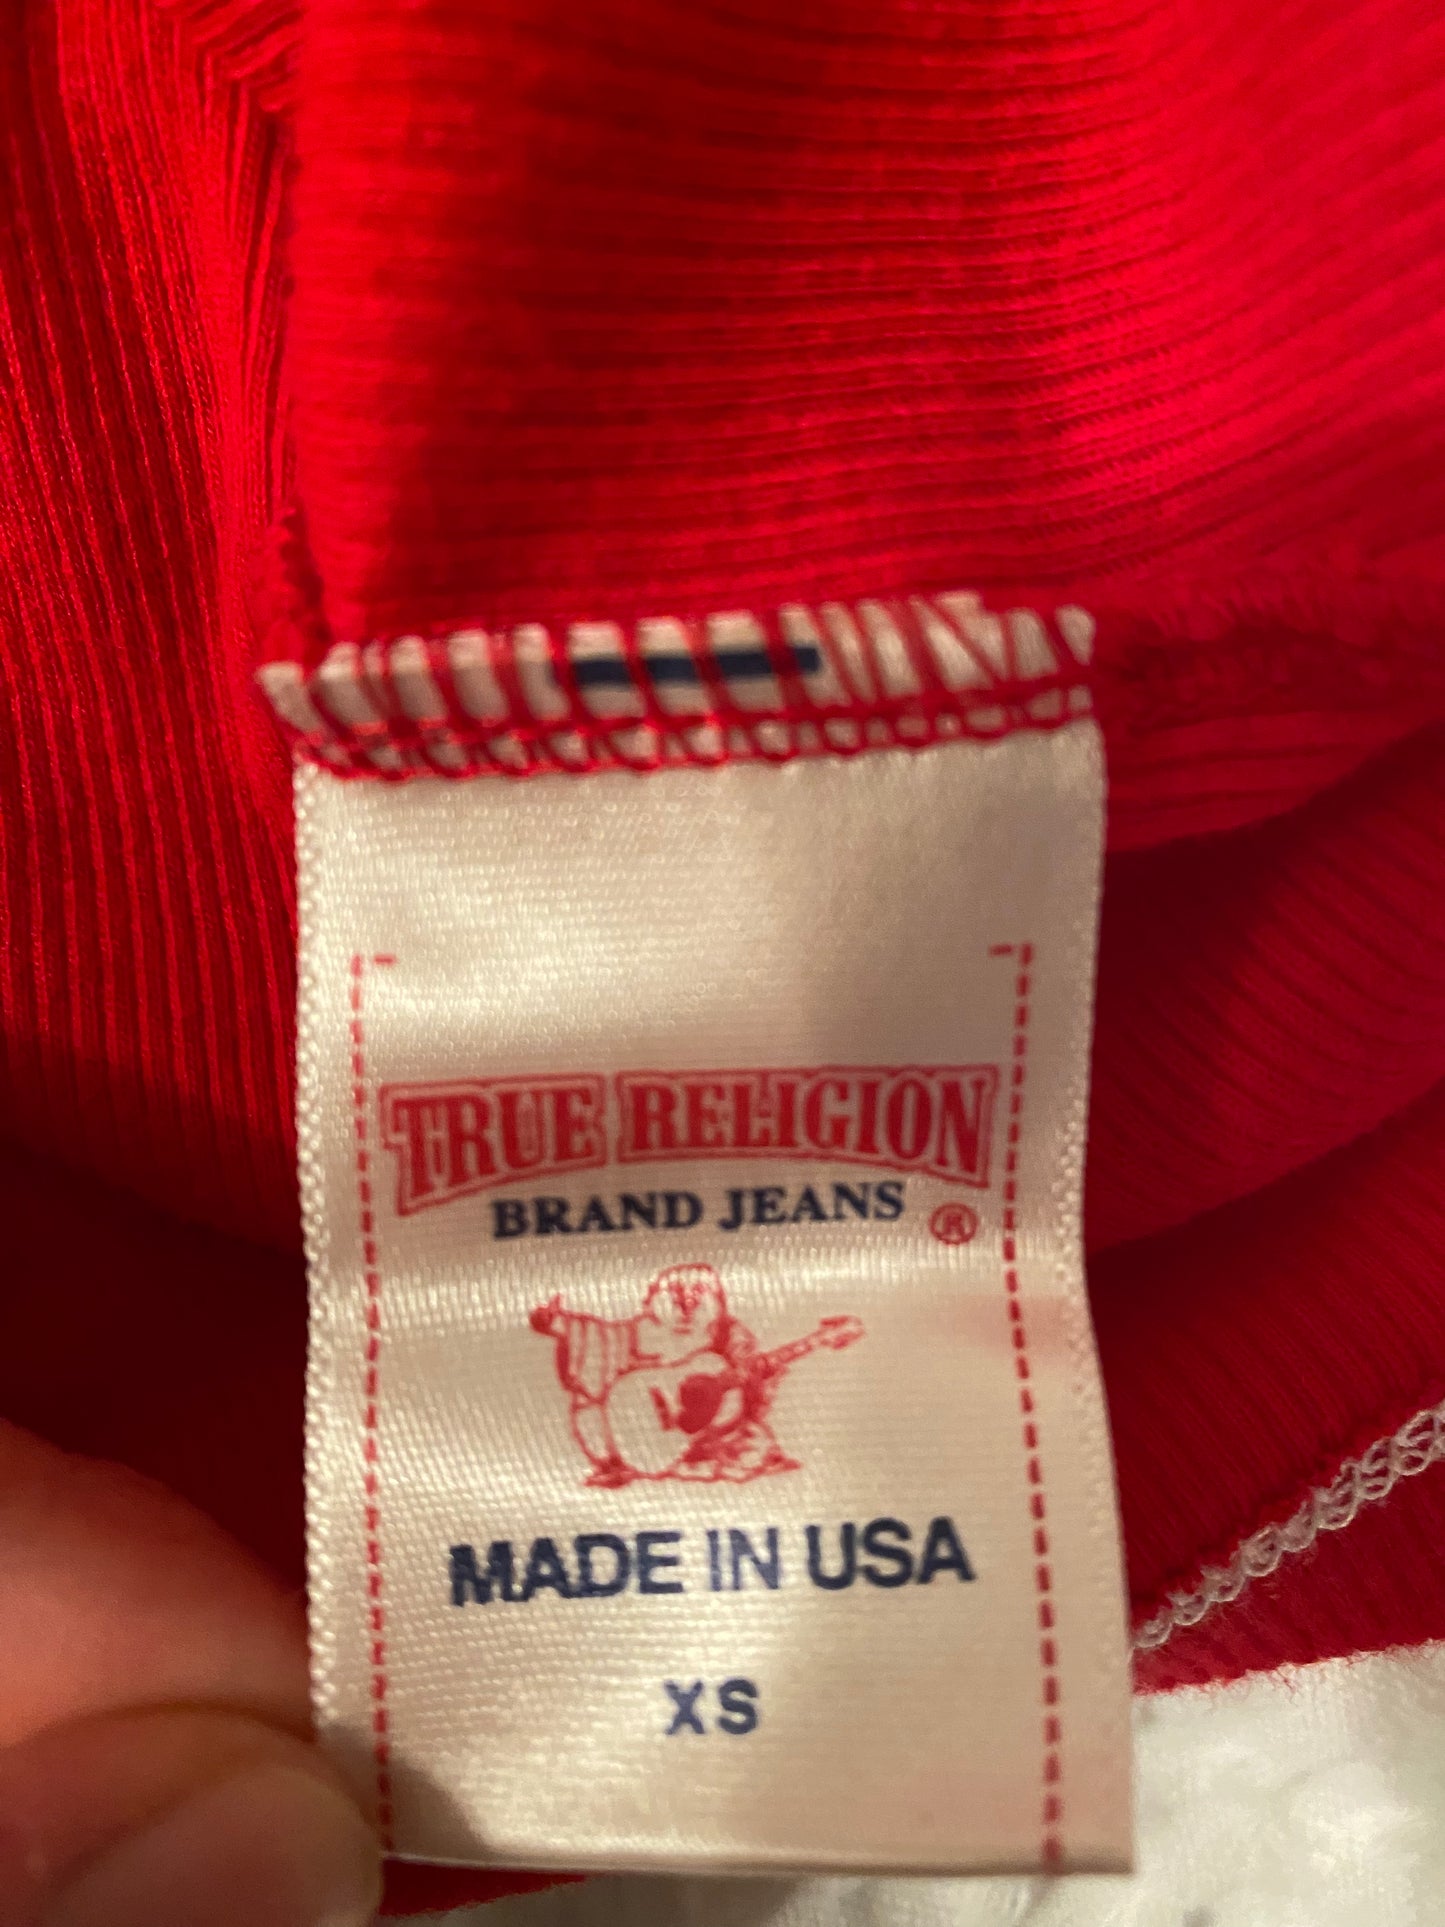 TRUE RELIGION
BRAND JEANS ®
MADE IN USA
XS